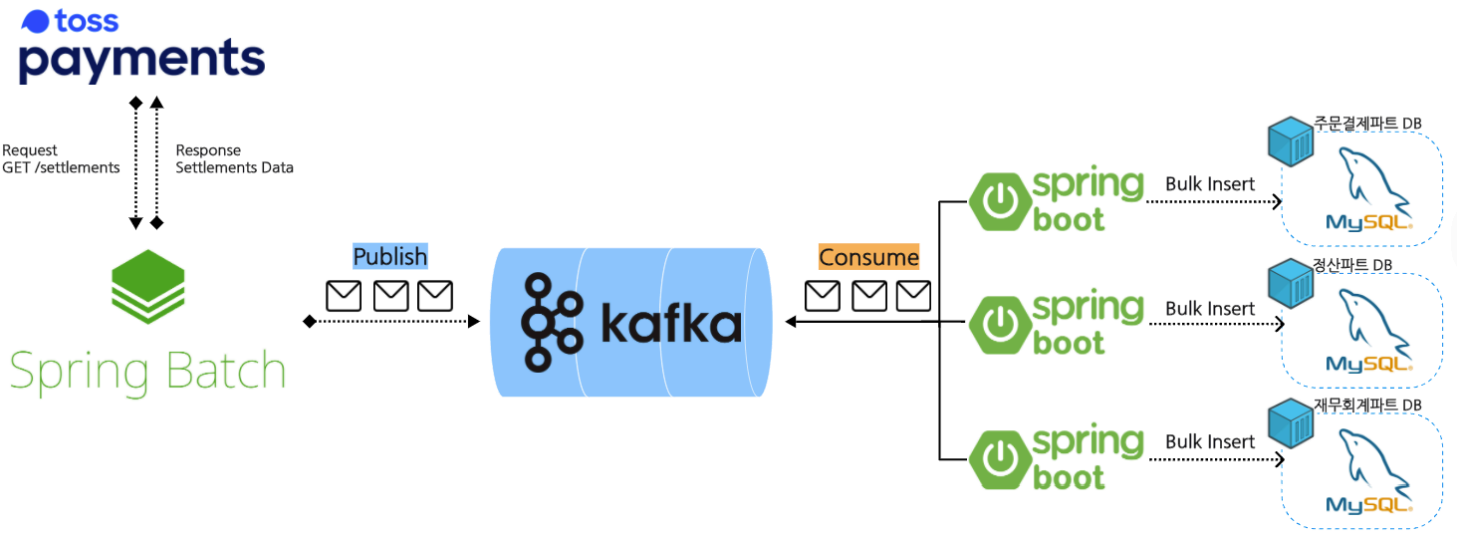 toss
payments
Request
GET /settlements
Response
Settlements Data
Spring Batch
Publish
kafka
Consume
spring
boot
Bulk Insert
주문결제파트 DB
MySQL®
spring
boot
Bulk Insert
정산파트 DB
MySQL®
spring
boot
Bulk Insert
재무회계파트 DB
MySQL®